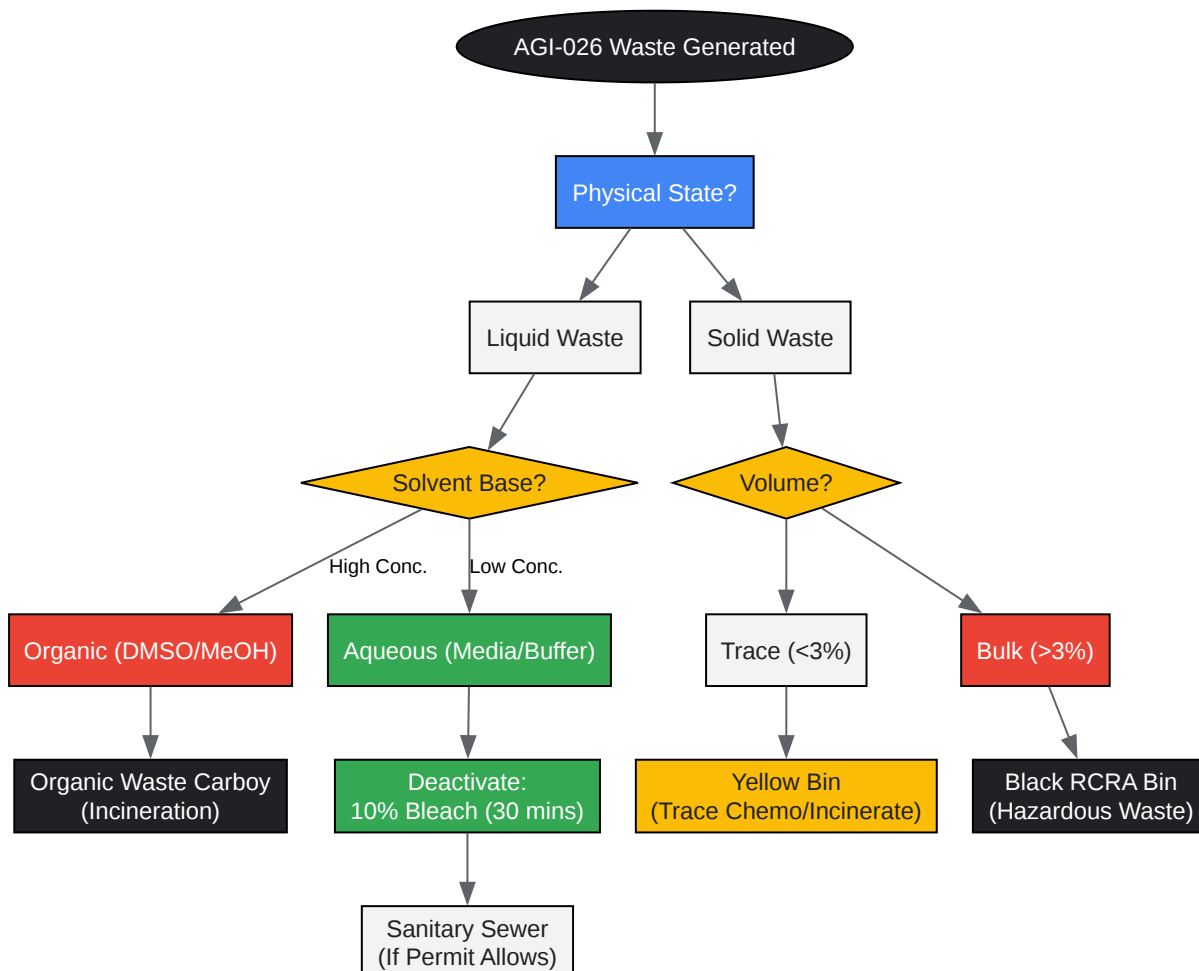 AGI-026 Waste Generated
Physical State?
Liquid Waste
Solid Waste
Solvent Base?
Volume?
High Conc.
Low Conc.
Organic (DMSO/MeOH)
Aqueous (Media/Buffer)
Trace (<3%)
Bulk (>3%)
Organic Waste Carboy
(Incineration)
Deactivate:
10% Bleach (30 mins)
Yellow Bin
(Trace Chemo/Incinerate)
Black RCRA Bin
(Hazardous Waste)
Sanitary Sewer
(If Permit Allows)